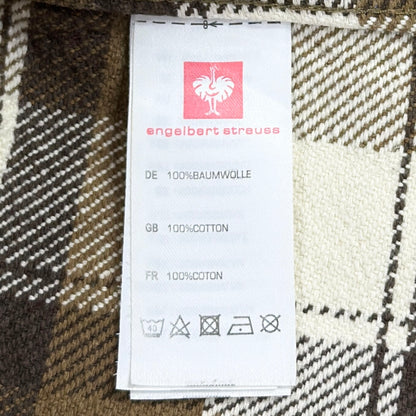 engelbert strauss
DE 100%BAUMWOLLE
GB 100%COTTON
FR 100%COTON
40